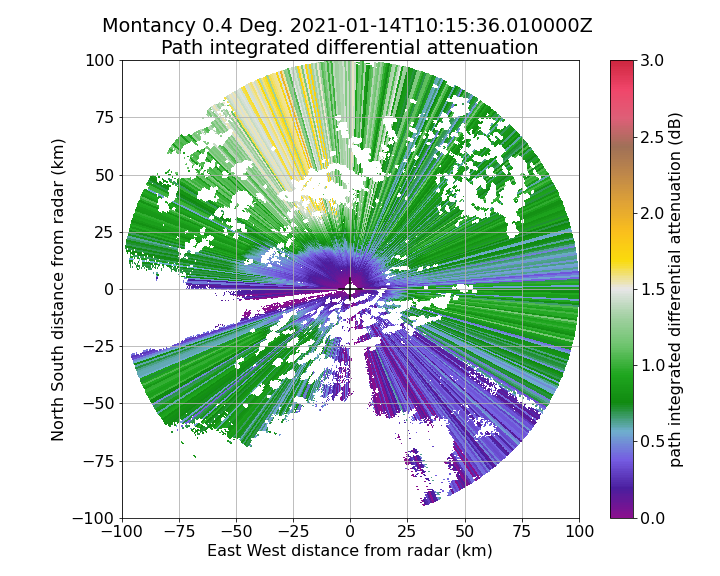 Montancy 0.4 Deg. 2021-01-14T10:15:36.010000Z
Path integrated differential attenuation
100
75
50
25
0
−25
−50
−75
−100
North South distance from radar (km)
−100 −75 −50 −25 0 25 50 75 100
East West distance from radar (km)
3.0
2.5
2.0
1.5
1.0
0.5
0.0
path integrated differential attenuation (dB)